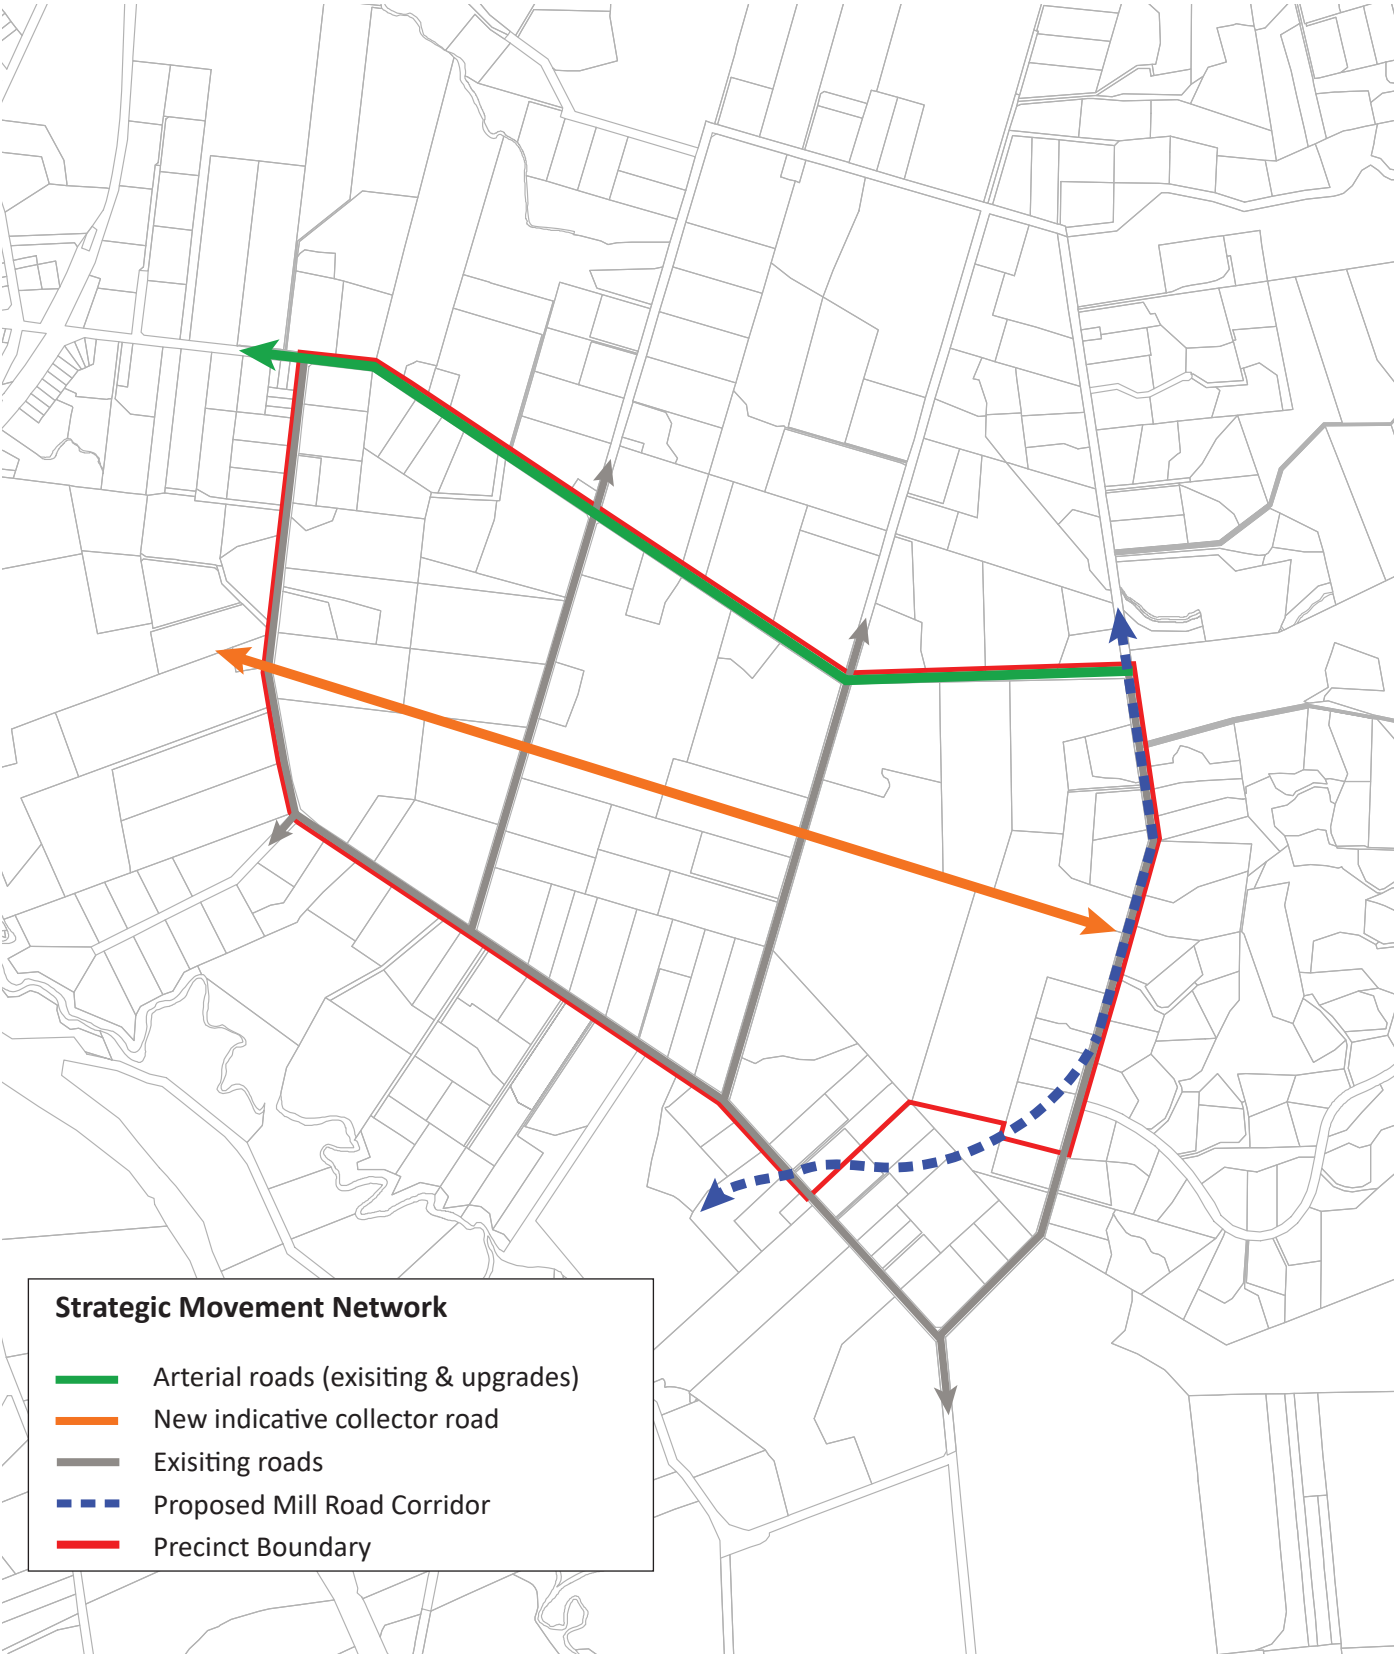 Strategic Movement Network
Arterial roads (exisiting & upgrades)
New indicative collector road
Exisiting roads
Proposed Mill Road Corridor
Precinct Boundary